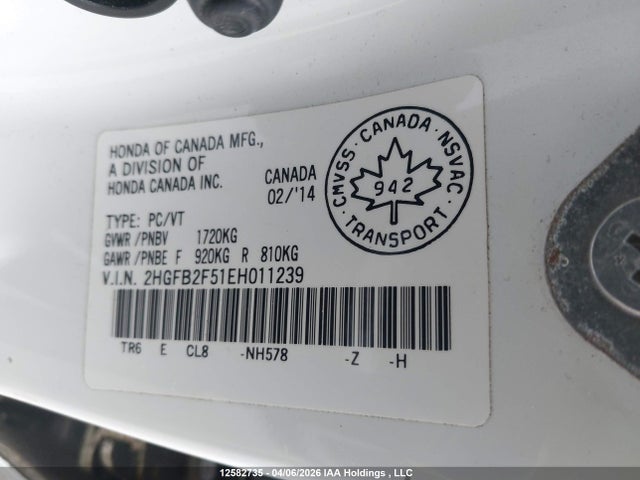 HONDA OF CANADA MFG.,
A DIVISION OF
HONDA CANADA INC.
CANADA
02/'14
CMVSS · CANADA · NSVAC
942
· TRANSPORT ·
TYPE: PC/VT
GVWR /PNBV 1720KG
GAWR /PNBE F 920KG R 810KG
V.I.N. 2HGFB2F51EH011239
TR6 E CL8 -NH578 -Z -H
12582735 - 04/06/2026 IAA Holdings , LLC